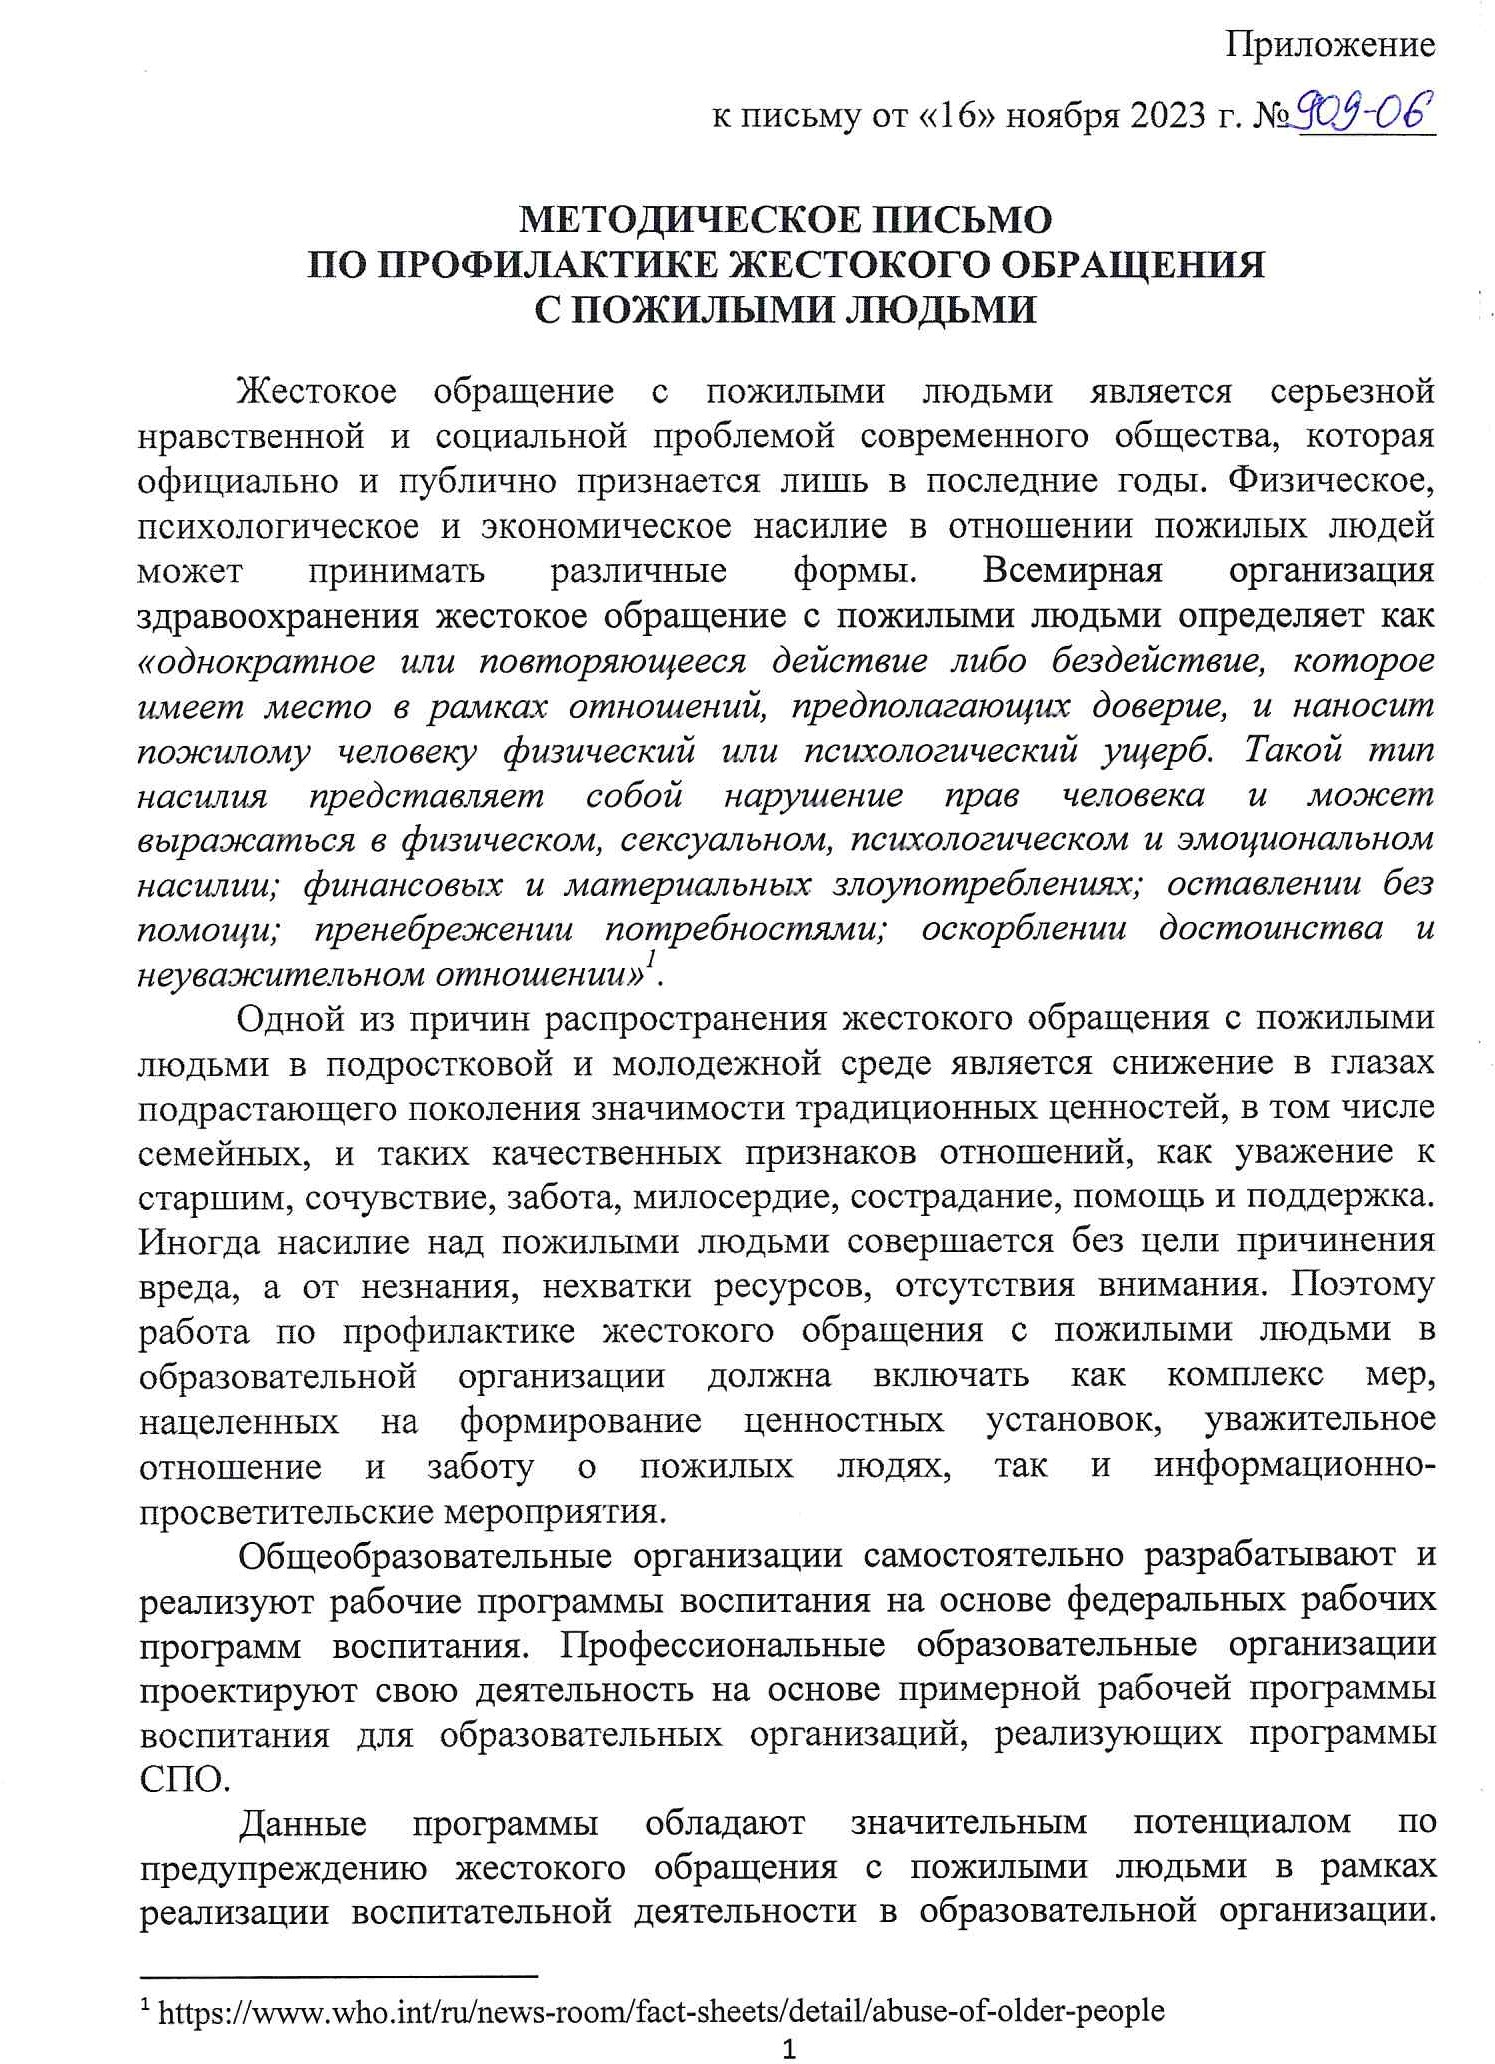 Приложение
к письму от «16» ноября 2023 г. №909-06
МЕТОДИЧЕСКОЕ ПИСЬМО
ПО ПРОФИЛАКТИКЕ ЖЕСТОКОГО ОБРАЩЕНИЯ
С ПОЖИЛЫМИ ЛЮДЬМИ
Жестокое обращение с пожилыми людьми является серьезной
нравственной и социальной проблемой современного общества, которая
официально и публично признается лишь в последние годы. Физическое,
психологическое и экономическое насилие в отношении пожилых людей
может принимать различные формы. Всемирная организация
здравоохранения жестокое обращение с пожилыми людьми определяет как
«однократное или повторяющееся действие либо бездействие, которое
имеет место в рамках отношений, предполагающих доверие, и наносит
пожилому человеку физический или психологический ущерб. Такой тип
насилия представляет собой нарушение прав человека и может
выражаться в физическом, сексуальном, психологическом и эмоциональном
насилии; финансовых и материальных злоупотреблениях; оставлении без
помощи; пренебрежении потребностями; оскорблении достоинства и
неуважительном отношении»¹.
Одной из причин распространения жестокого обращения с пожилыми
людьми в подростковой и молодежной среде является снижение в глазах
подрастающего поколения значимости традиционных ценностей, в том числе
семейных, и таких качественных признаков отношений, как уважение к
старшим, сочувствие, забота, милосердие, сострадание, помощь и поддержка.
Иногда насилие над пожилыми людьми совершается без цели причинения
вреда, а от незнания, нехватки ресурсов, отсутствия внимания. Поэтому
работа по профилактике жестокого обращения с пожилыми людьми в
образовательной организации должна включать как комплекс мер,
нацеленных на формирование ценностных установок, уважительное
отношение и заботу о пожилых людях, так и информационно-
просветительские мероприятия.
Общеобразовательные организации самостоятельно разрабатывают и
реализуют рабочие программы воспитания на основе федеральных рабочих
программ воспитания. Профессиональные образовательные организации
проектируют свою деятельность на основе примерной рабочей программы
воспитания для образовательных организаций, реализующих программы
СПО.
Данные программы обладают значительным потенциалом по
предупреждению жестокого обращения с пожилыми людьми в рамках
реализации воспитательной деятельности в образовательной организации.
¹ https://www.who.int/ru/news-room/fact-sheets/detail/abuse-of-older-people
1